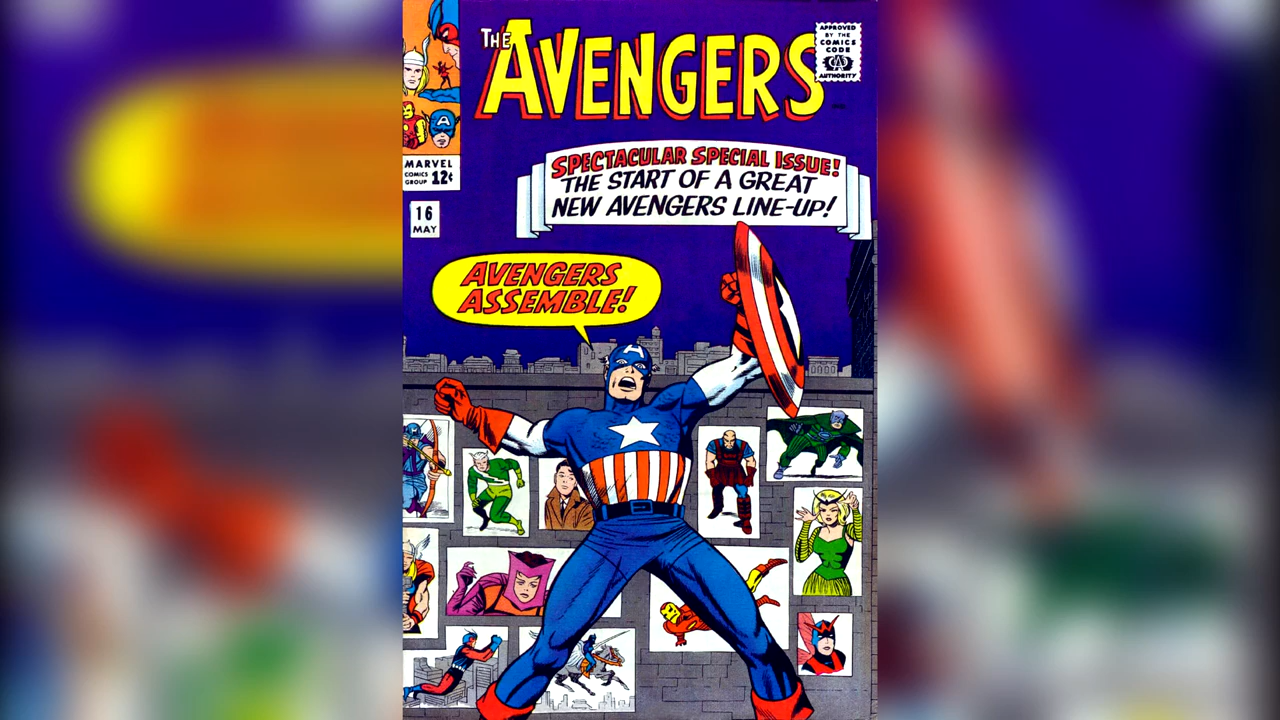 THE AVENGERS
APPROVED
BY THE
COMICS
CODE
CA
AUTHORITY
MARVEL
COMICS
GROUP 12¢
16
MAY
SPECTACULAR SPECIAL ISSUE!
THE START OF A GREAT
NEW AVENGERS LINE-UP!
AVENGERS
ASSEMBLE!
A
A